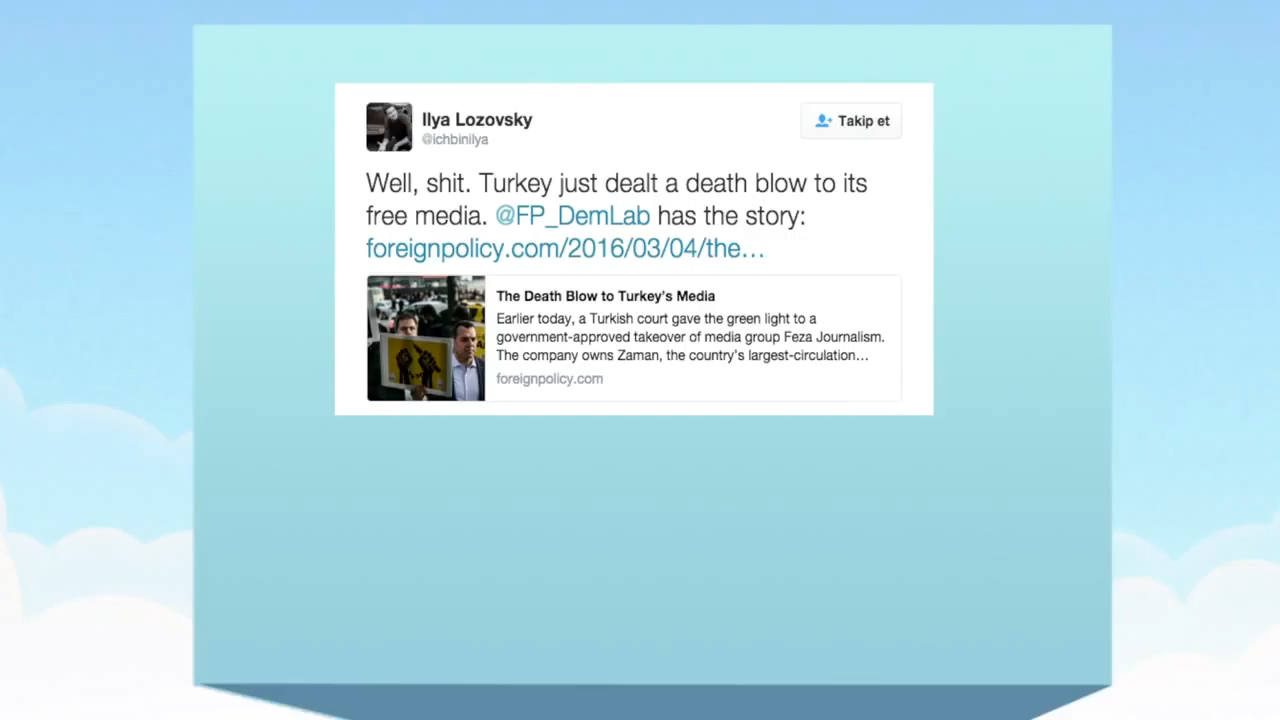 Ilya Lozovsky
@ichbinilya
Takip et
Well, shit. Turkey just dealt a death blow to its
free media. @FP_DemLab has the story:
foreignpolicy.com/2016/03/04/the…
The Death Blow to Turkey's Media
Earlier today, a Turkish court gave the green light to a
government-approved takeover of media group Feza Journalism.
The company owns Zaman, the country's largest-circulation…
foreignpolicy.com